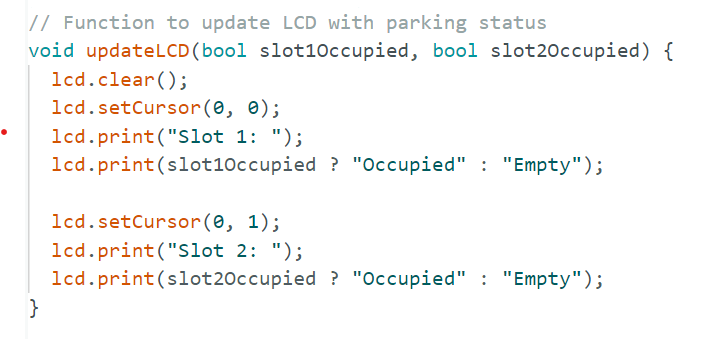 // Function to update LCD with parking status
void updateLCD(bool slot1Occupied, bool slot2Occupied) {
  lcd.clear();
  lcd.setCursor(0, 0);
  lcd.print("Slot 1: ");
  lcd.print(slot1Occupied ? "Occupied" : "Empty");

  lcd.setCursor(0, 1);
  lcd.print("Slot 2: ");
  lcd.print(slot2Occupied ? "Occupied" : "Empty");
}